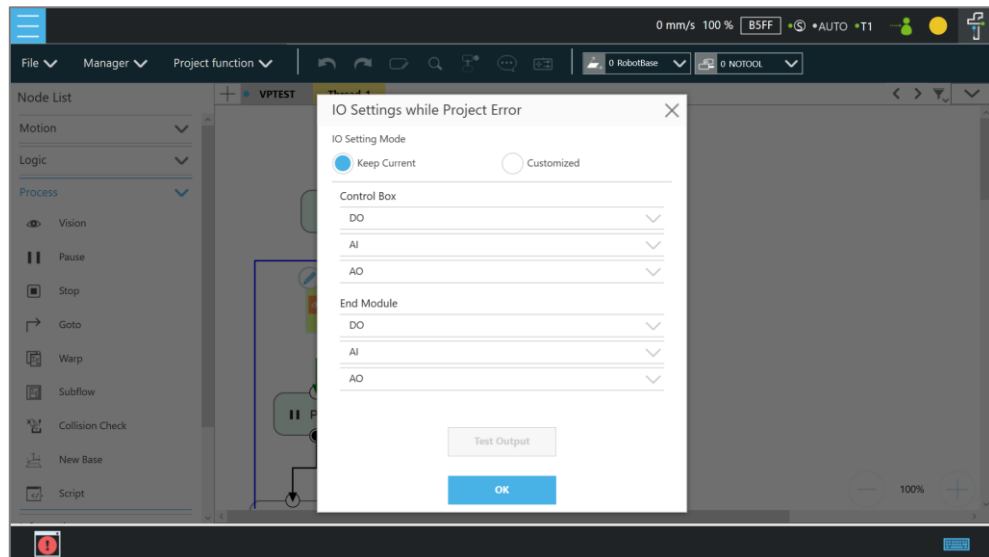 0 mm/s 100 % B5FF S AUTO T1
File Manager Project function 0 RobotBase 0 NOTOOL
Node List
VPTEST Thread 1
Motion
Logic
Process
Vision
Pause
Stop
Goto
Warp
Subflow
Collision Check
New Base
Script
IO Settings while Project Error
IO Setting Mode
Keep Current Customized
Control Box
DO
AI
AO
End Module
DO
AI
AO
Test Output
OK
P
100%